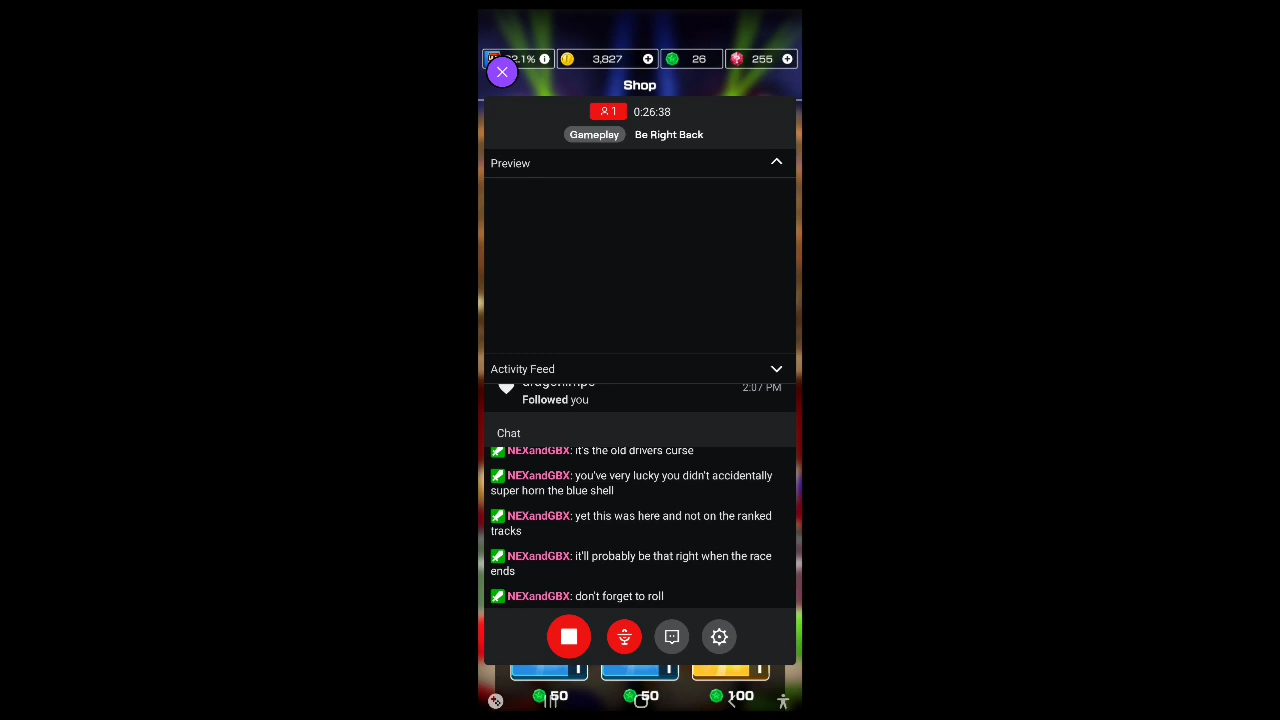 3,827
26
255
Shop
1 0:26:38
Gameplay Be Right Back
Preview
Activity Feed
2:07 PM
Followed you
Chat
NEXandGBX: it's the old drivers curse
NEXandGBX: you've very lucky you didn't accidentally
super horn the blue shell
NEXandGBX: yet this was here and not on the ranked
tracks
NEXandGBX: it'll probably be that right when the race
ends
NEXandGBX: don't forget to roll
1 1 1
50 50 100